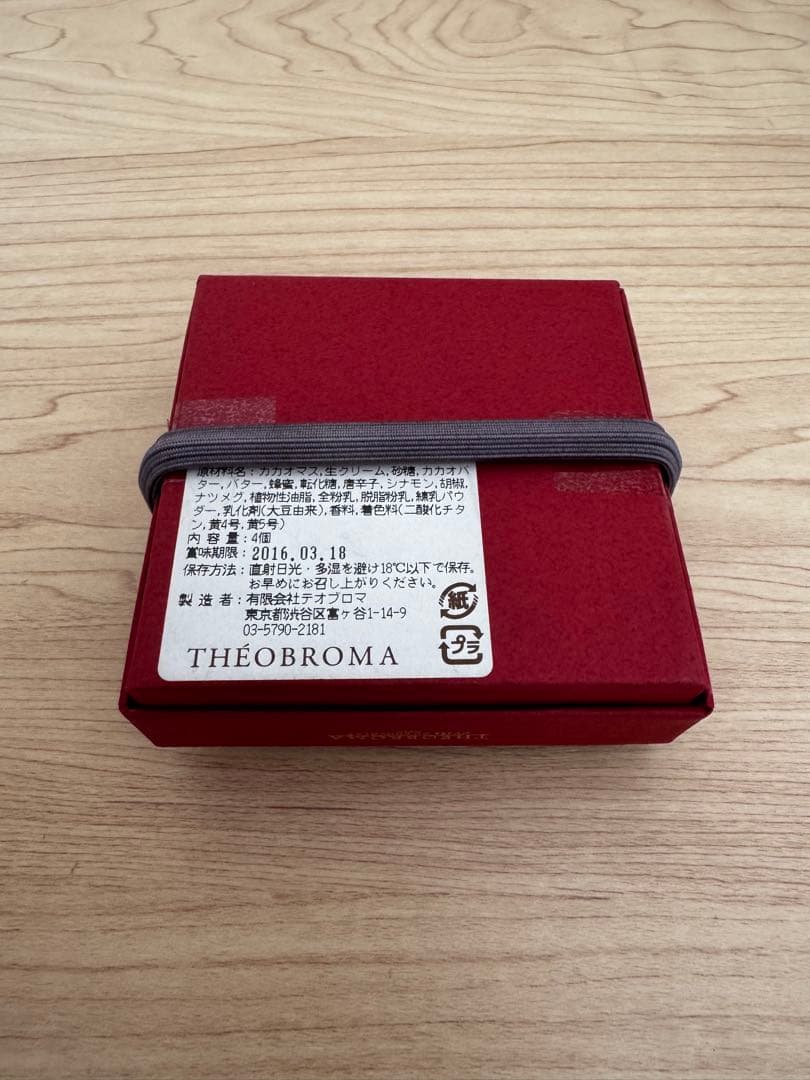 原材料名：カカオマス,生クリーム,砂糖,カカオバ
ター,バター,蜂蜜,転化糖,唐辛子,シナモン,胡椒,
ナツメグ,植物性油脂,全粉乳,脱脂粉乳,練乳パウ
ダー,乳化剤(大豆由来),香料,着色料(二酸化チタ
ン,黄4号,黄5号)
内 容 量：4個
賞味期限：2016.03.18
保存方法：直射日光・多湿を避け18℃以下で保存。
お早めにお召し上がりください。
製 造 者：有限会社テオブロマ
東京都渋谷区富ヶ谷1-14-9
03-5790-2181
紙
プラ
THÉOBROMA
THEOBROMA